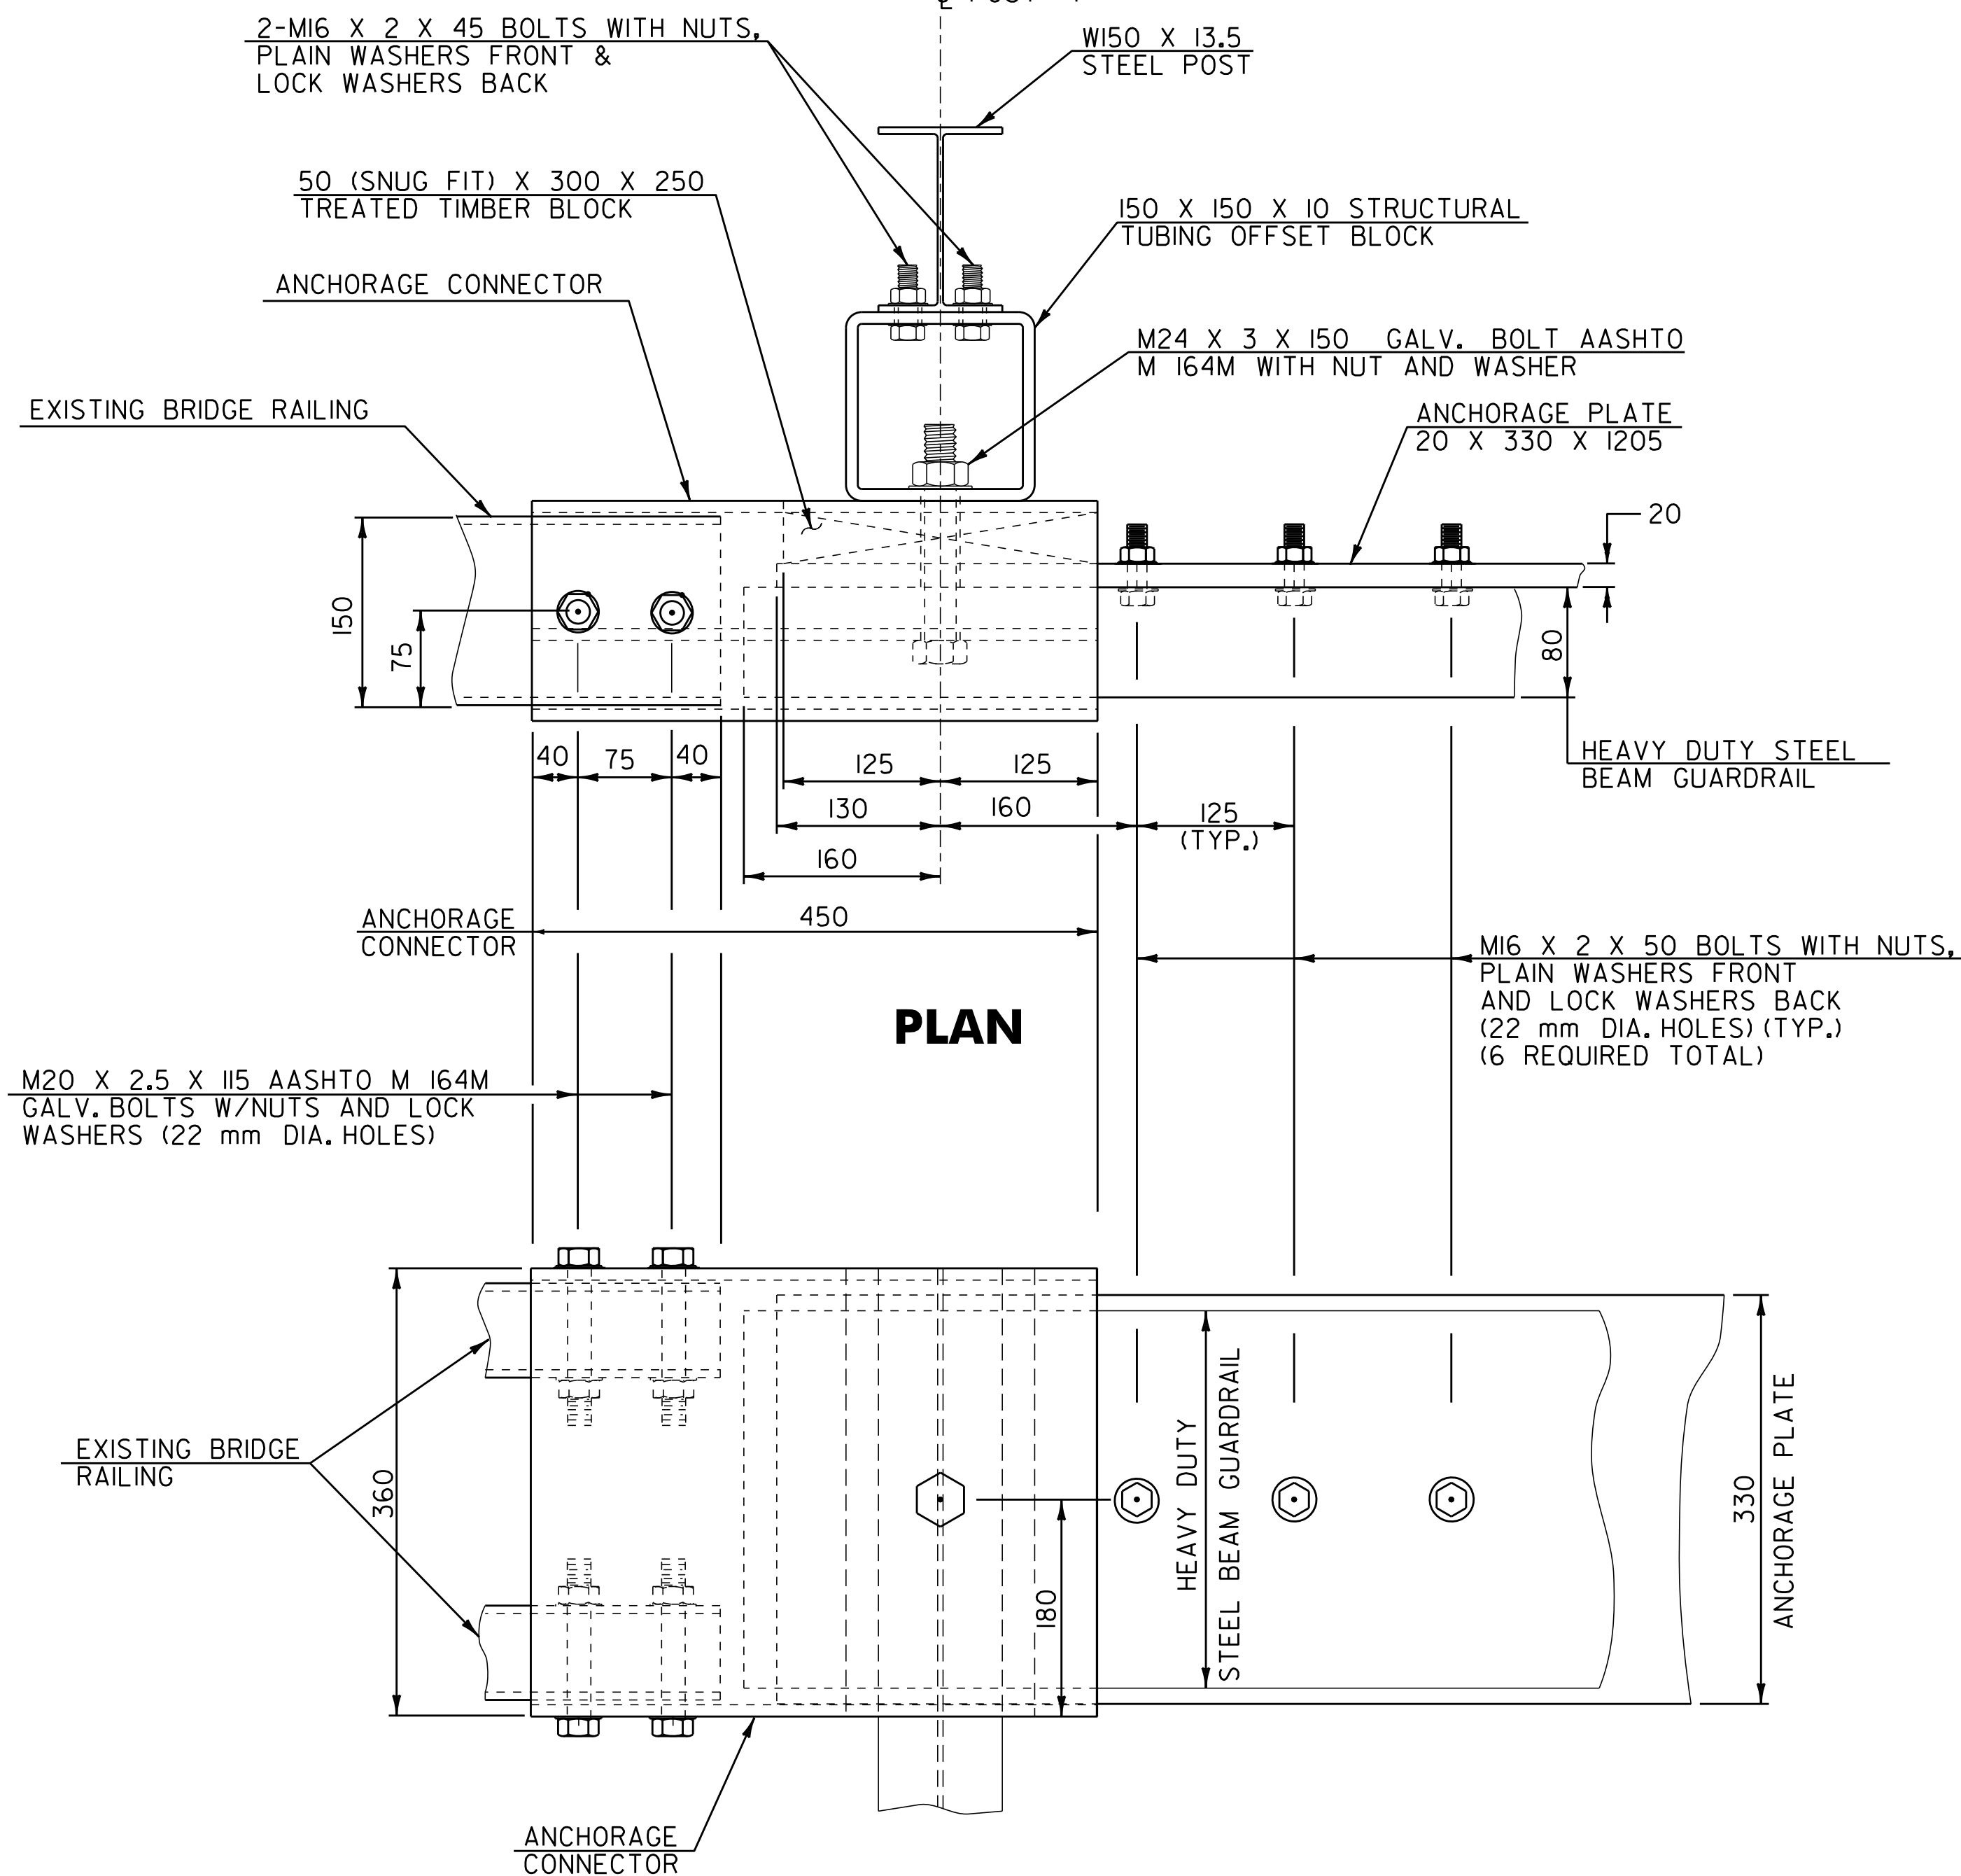 2-M16 X 2 X 45 BOLTS WITH NUTS,
PLAIN WASHERS FRONT &
LOCK WASHERS BACK
W150 X 13.5
STEEL POST
50 (SNUG FIT) X 300 X 250
TREATED TIMBER BLOCK
150 X 150 X 10 STRUCTURAL
TUBING OFFSET BLOCK
ANCHORAGE CONNECTOR
M24 X 3 X 150 GALV. BOLT AASHTO
M 164M WITH NUT AND WASHER
EXISTING BRIDGE RAILING
ANCHORAGE PLATE
20 X 330 X 1205
20
150
75
80
40
75
40
125
125
HEAVY DUTY STEEL
BEAM GUARDRAIL
130
160
125
(TYP.)
160
ANCHORAGE
CONNECTOR
450
M16 X 2 X 50 BOLTS WITH NUTS,
PLAIN WASHERS FRONT
AND LOCK WASHERS BACK
(22 mm DIA. HOLES) (TYP.)
(6 REQUIRED TOTAL)
PLAN
M20 X 2.5 X 115 AASHTO M 164M
GALV. BOLTS W/NUTS AND LOCK
WASHERS (22 mm DIA. HOLES)
EXISTING BRIDGE
RAILING
360
180
HEAVY DUTY
STEEL BEAM GUARDRAIL
330
ANCHORAGE PLATE
ANCHORAGE
CONNECTOR